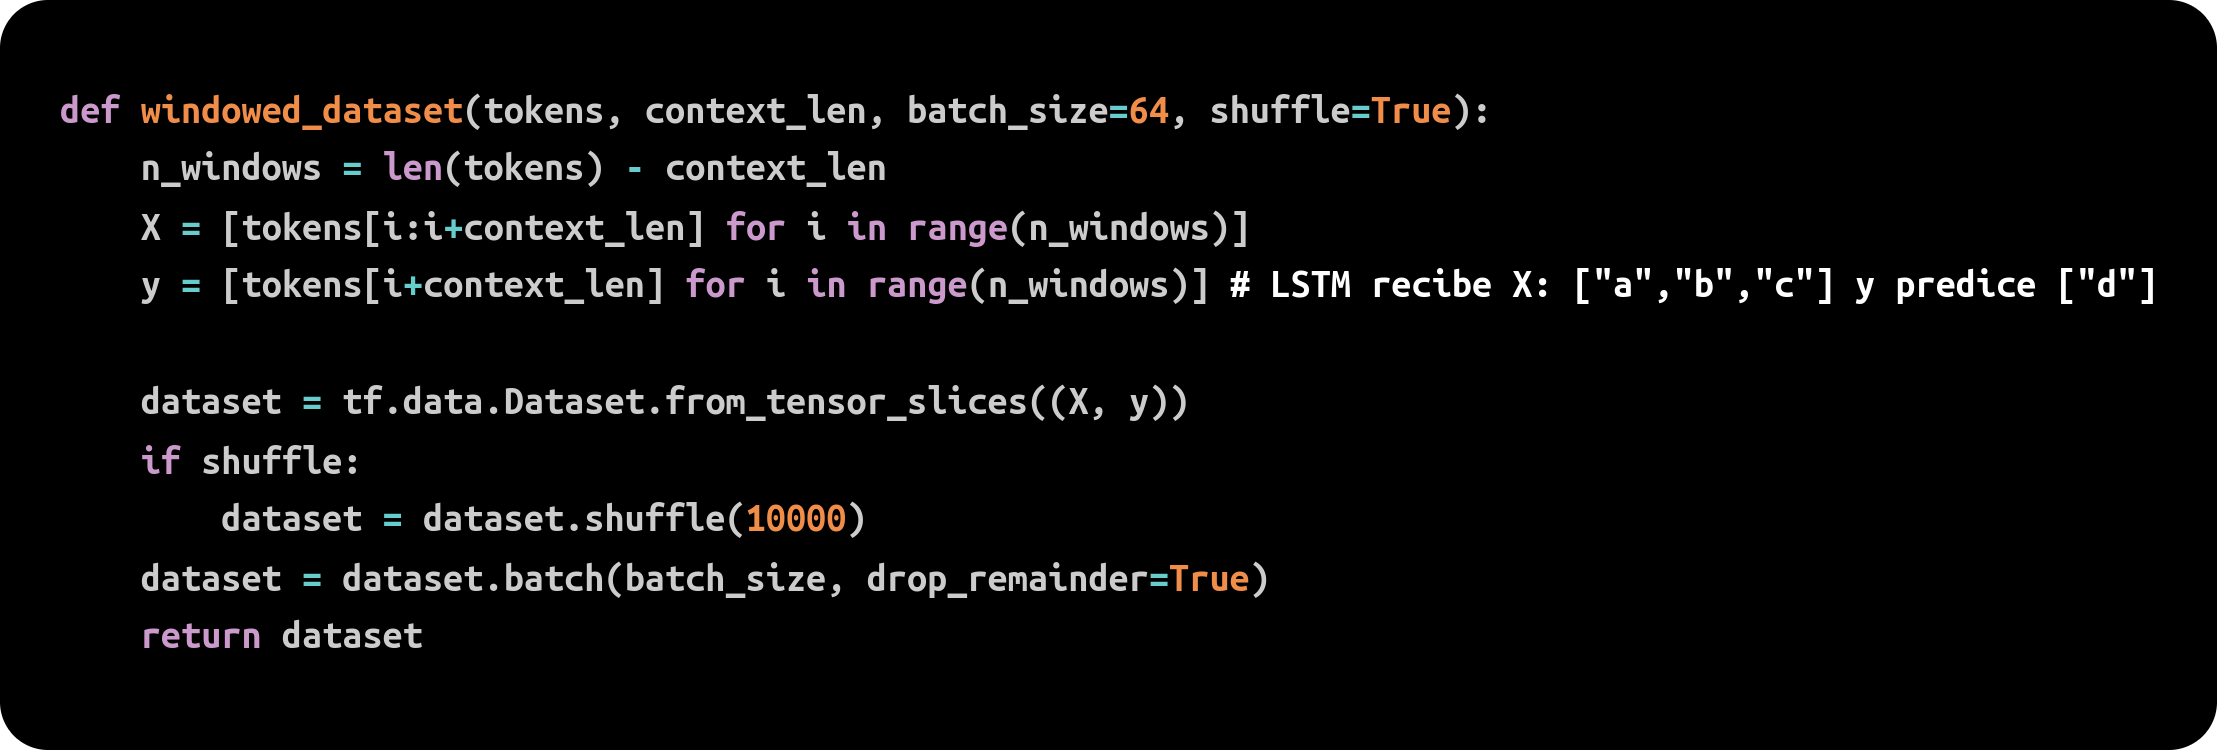 def windowed_dataset(tokens, context_len, batch_size=64, shuffle=True):
    n_windows = len(tokens) - context_len
    X = [tokens[i:i+context_len] for i in range(n_windows)]
    y = [tokens[i+context_len] for i in range(n_windows)] # LSTM recibe X: ["a","b","c"] y predice ["d"]

    dataset = tf.data.Dataset.from_tensor_slices((X, y))
    if shuffle:
        dataset = dataset.shuffle(10000)
    dataset = dataset.batch(batch_size, drop_remainder=True)
    return dataset